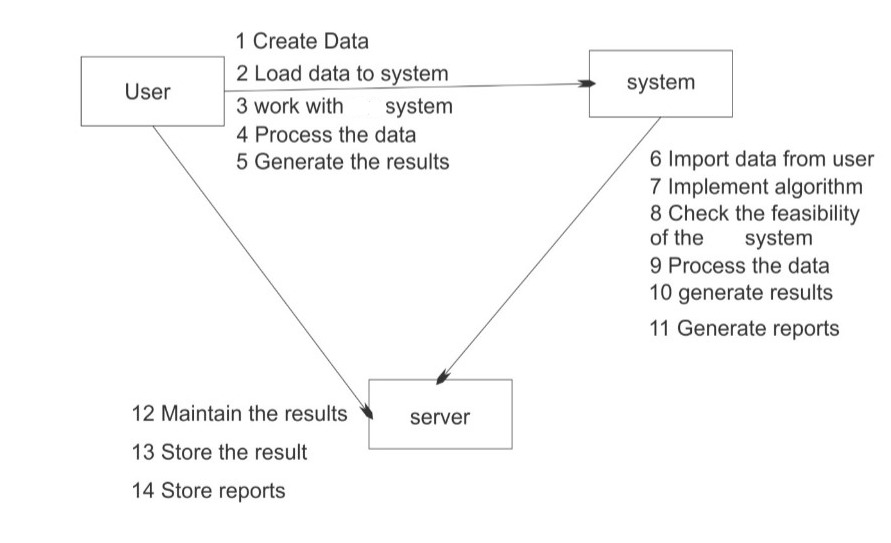 User
1 Create Data
2 Load data to system
3 work with system
4 Process the data
5 Generate the results
system
6 Import data from user
7 Implement algorithm
8 Check the feasibility
of the system
9 Process the data
10 generate results
11 Generate reports
12 Maintain the results
13 Store the result
14 Store reports
server